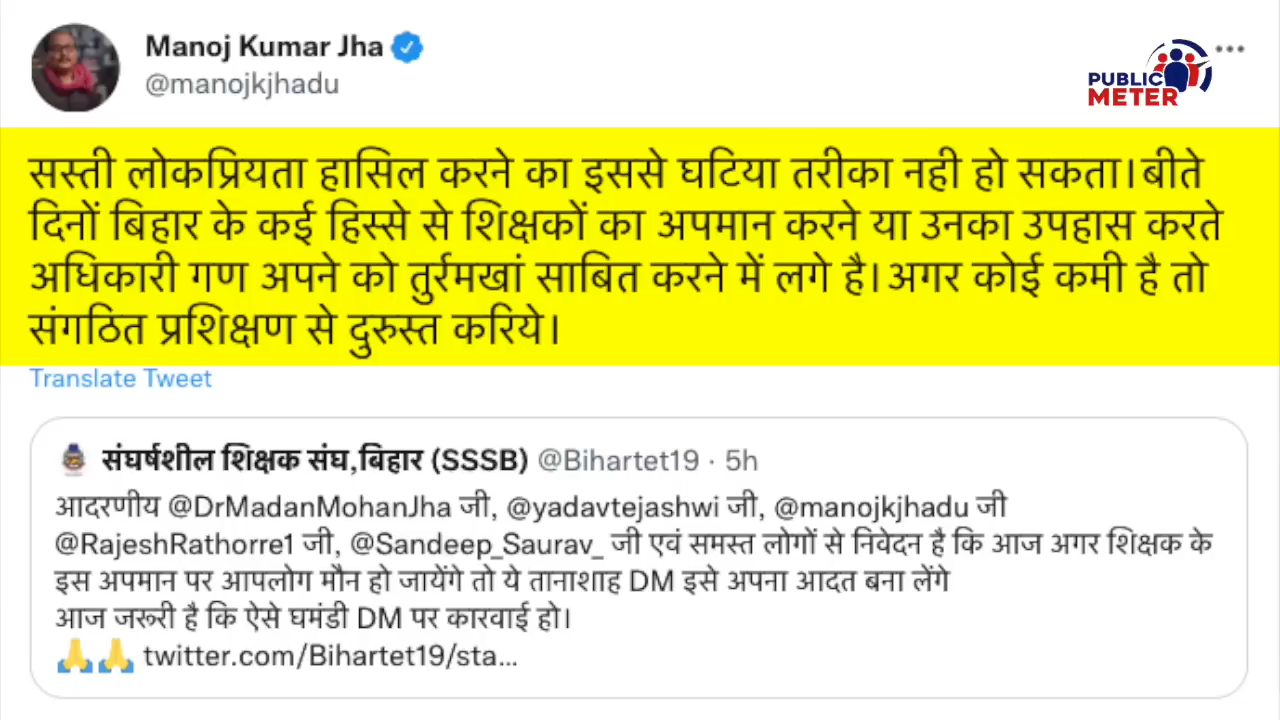 Manoj Kumar Jha
@manojkjhadu
PUBLIC
METER
सस्ती लोकप्रियता हासिल करने का इससे घटिया तरीका नही हो सकता।बीते
दिनों बिहार के कई हिस्से से शिक्षकों का अपमान करने या उनका उपहास करते
अधिकारी गण अपने को तुर्रमखां साबित करने में लगे है।अगर कोई कमी है तो
संगठित प्रशिक्षण से दुरुस्त करिये।
Translate Tweet
संघर्षशील शिक्षक संघ,बिहार (SSSB) @Bihartet19 · 5h
आदरणीय @DrMadanMohanJha जी, @yadavtejashwi जी, @manojkjhadu जी
@RajeshRathorre1 जी, @Sandeep_Saurav_ जी एवं समस्त लोगों से निवेदन है कि आज अगर शिक्षक के
इस अपमान पर आपलोग मौन हो जायेंगे तो ये तानाशाह DM इसे अपना आदत बना लेंगे
आज जरूरी है कि ऐसे घमंडी DM पर कारवाई हो।
🙏🙏 twitter.com/Bihartet19/sta...